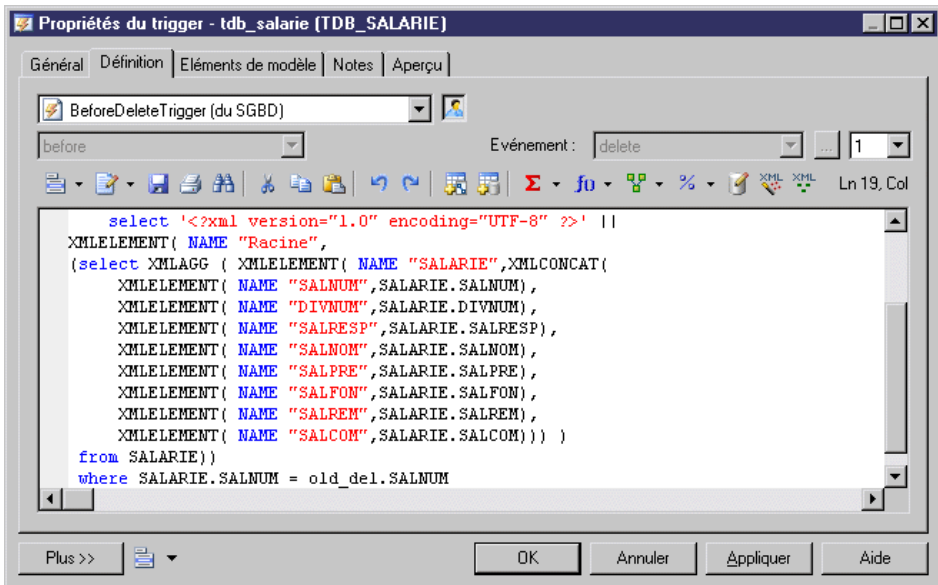 Propriétés du trigger - tdb_salarie (TDB_SALARIE)
Général Définition Eléments de modèle Notes Aperçu
BeforeDeleteTrigger (du SGBD)
before Evénement : delete ... 1
Ln 19, Col
select '<?xml version="1.0" encoding="UTF-8" ?>' ||
XMLELEMENT( NAME "Racine",
(select XMLAGG ( XMLELEMENT( NAME "SALARIE",XMLCONCAT(
XMLELEMENT( NAME "SALNUM",SALARIE.SALNUM),
XMLELEMENT( NAME "DIVNUM",SALARIE.DIVNUM),
XMLELEMENT( NAME "SALRESP",SALARIE.SALRESP),
XMLELEMENT( NAME "SALNOM",SALARIE.SALNOM),
XMLELEMENT( NAME "SALPRE",SALARIE.SALPRE),
XMLELEMENT( NAME "SALFON",SALARIE.SALFON),
XMLELEMENT( NAME "SALREM",SALARIE.SALREM),
XMLELEMENT( NAME "SALCOM",SALARIE.SALCOM))) )
from SALARIE))
where SALARIE.SALNUM = old_del.SALNUM
Plus >> OK Annuler Appliquer Aide